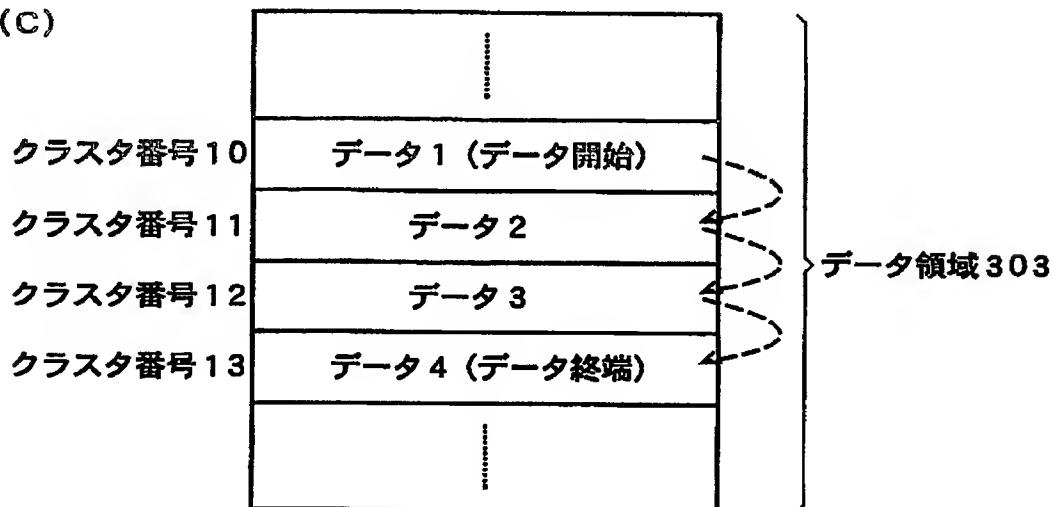 (C)
クラスタ番号10 データ1(データ開始)
クラスタ番号11 データ2
データ領域303
クラスタ番号12 データ3
クラスタ番号13 データ4(データ終端)